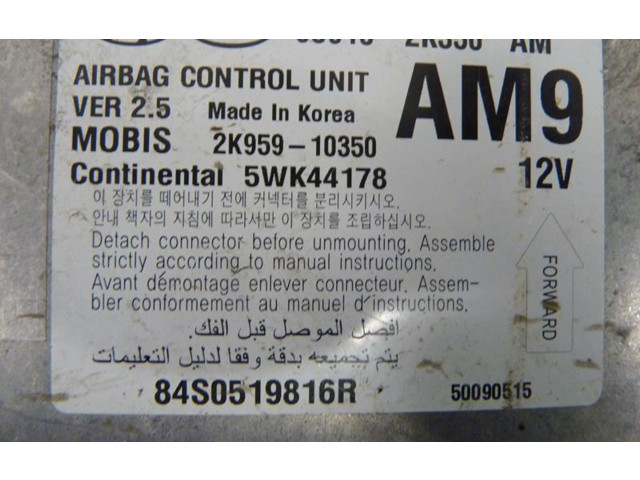 AM
AIRBAG CONTROL UNIT
VER 2.5 Made In Korea
AM9
MOBIS 2K959-10350
Continental 5WK44178 12V
이 장치를 떼어내기 전에 커넥터를 분리시키시오.
안내 책자의 지침에 따라서만 이 장치를 조립하십시오.
Detach connector before unmounting. Assemble
strictly according to manual instructions.
Avant démontage enlever connecteur. Assem-
bler conformement au manuel d'instructions.
افصل الموصل قبل الفك.
يتم تجميعه بدقة وفقا لدليل التعليمات
FORWARD
84S0519816R 50090515